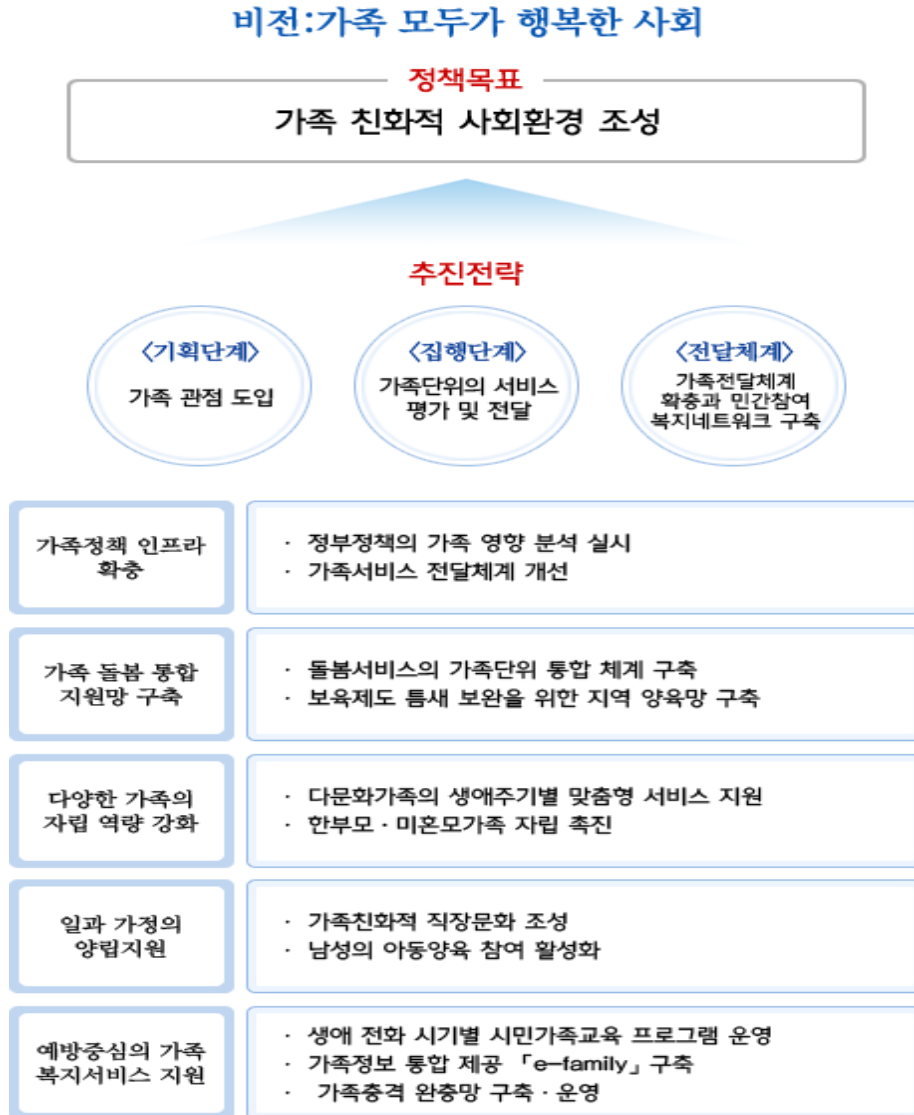 비전:가족 모두가 행복한 사회
정책목표
가족 친화적 사회환경 조성
추진전략
〈기획단계〉
가족 관점 도입
〈집행단계〉
가족단위의 서비스
평가 및 전달
〈전달체계〉
가족전달체계
확충과 민간참여
복지네트워크 구축
가족정책 인프라
확충
· 정부정책의 가족 영향 분석 실시
· 가족서비스 전달체계 개선
가족 돌봄 통합
지원망 구축
· 돌봄서비스의 가족단위 통합 체계 구축
· 보육제도 틈새 보완을 위한 지역 양육망 구축
다양한 가족의
자립 역량 강화
· 다문화가족의 생애주기별 맞춤형 서비스 지원
· 한부모·미혼모가족 자립 촉진
일과 가정의
양립지원
· 가족친화적 직장문화 조성
· 남성의 아동양육 참여 활성화
예방중심의 가족
복지서비스 지원
· 생애 전화 시기별 시민가족교육 프로그램 운영
· 가족정보 통합 제공 「e-family」 구축
· 가족충격 완충망 구축·운영